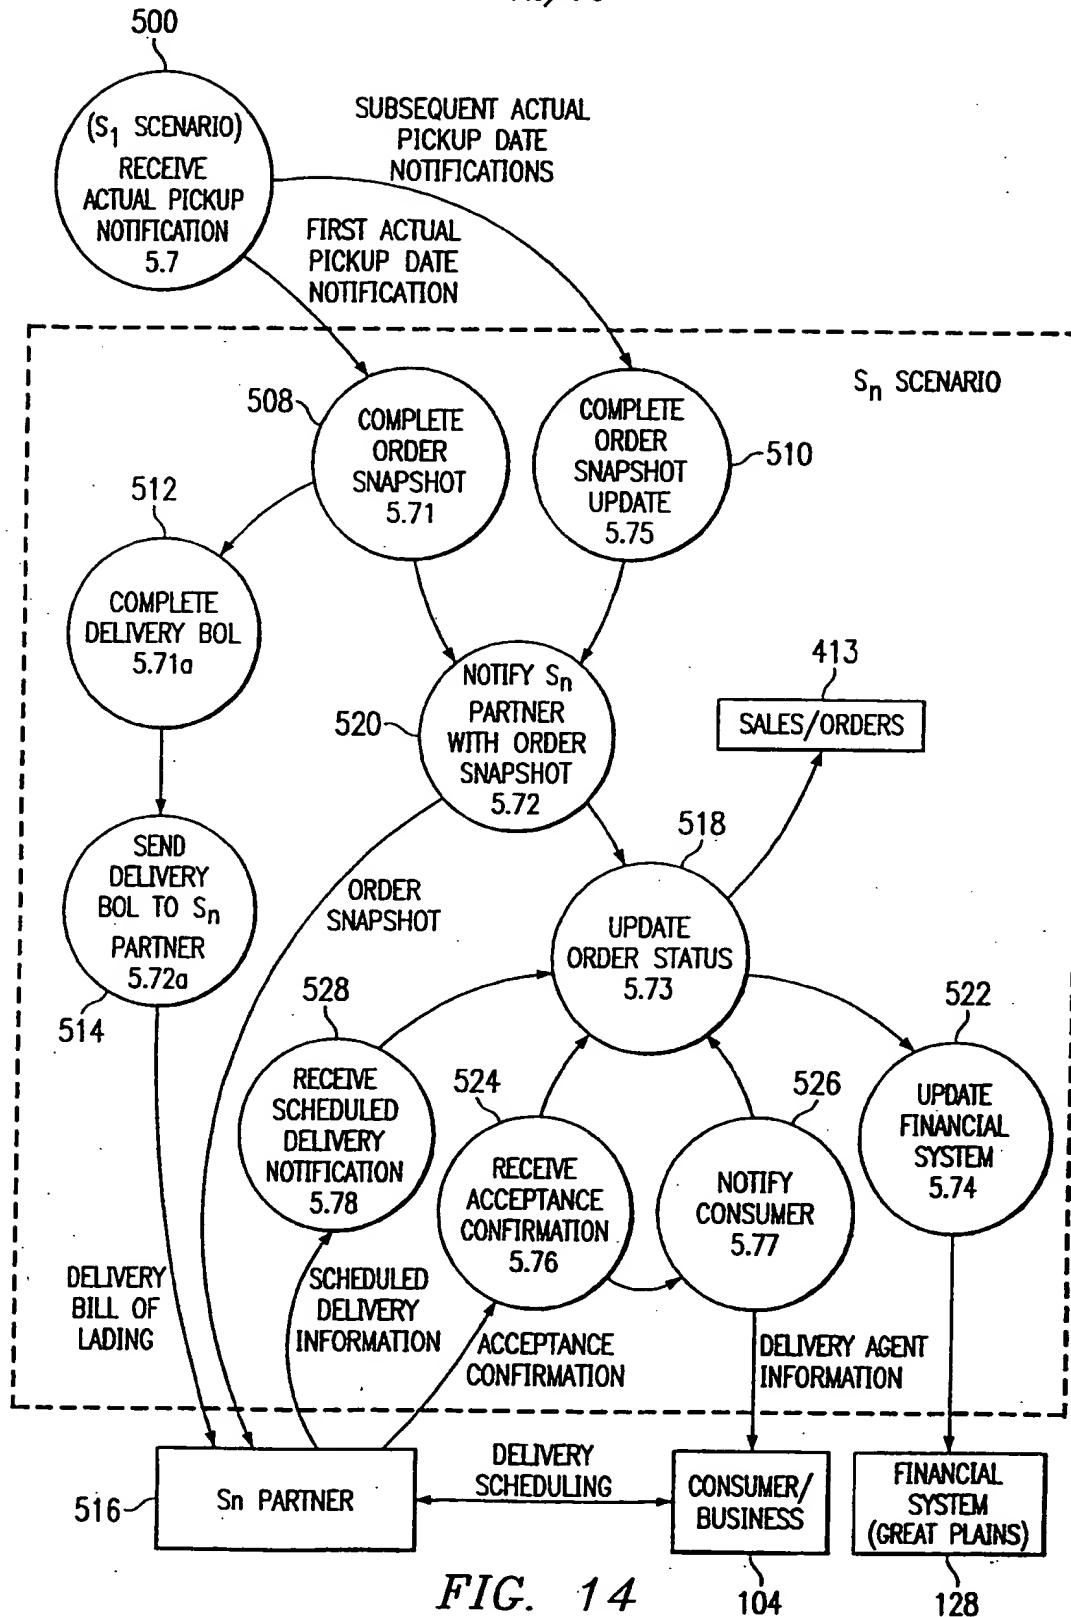 500
(S1 SCENARIO)
RECEIVE
ACTUAL PICKUP
NOTIFICATION
5.7
SUBSEQUENT ACTUAL
PICKUP DATE
NOTIFICATIONS
FIRST ACTUAL
PICKUP DATE
NOTIFICATION
Sn SCENARIO
508
COMPLETE
ORDER
SNAPSHOT
5.71
COMPLETE
ORDER
SNAPSHOT
UPDATE
5.75
510
512
COMPLETE
DELIVERY BOL
5.71a
520
NOTIFY Sn
PARTNER
WITH ORDER
SNAPSHOT
5.72
413
SALES/ORDERS
518
SEND
DELIVERY
BOL TO Sn
PARTNER
5.72a
514
ORDER
SNAPSHOT
UPDATE
ORDER STATUS
5.73
528
RECEIVE
SCHEDULED
DELIVERY
NOTIFICATION
5.78
524
RECEIVE
ACCEPTANCE
CONFIRMATION
5.76
526
NOTIFY
CONSUMER
5.77
522
UPDATE
FINANCIAL
SYSTEM
5.74
DELIVERY
BILL OF
LADING
SCHEDULED
DELIVERY
INFORMATION
ACCEPTANCE
CONFIRMATION
DELIVERY AGENT
INFORMATION
516
Sn PARTNER
DELIVERY
SCHEDULING
CONSUMER/
BUSINESS
104
FINANCIAL
SYSTEM
(GREAT PLAINS)
128
FIG. 14